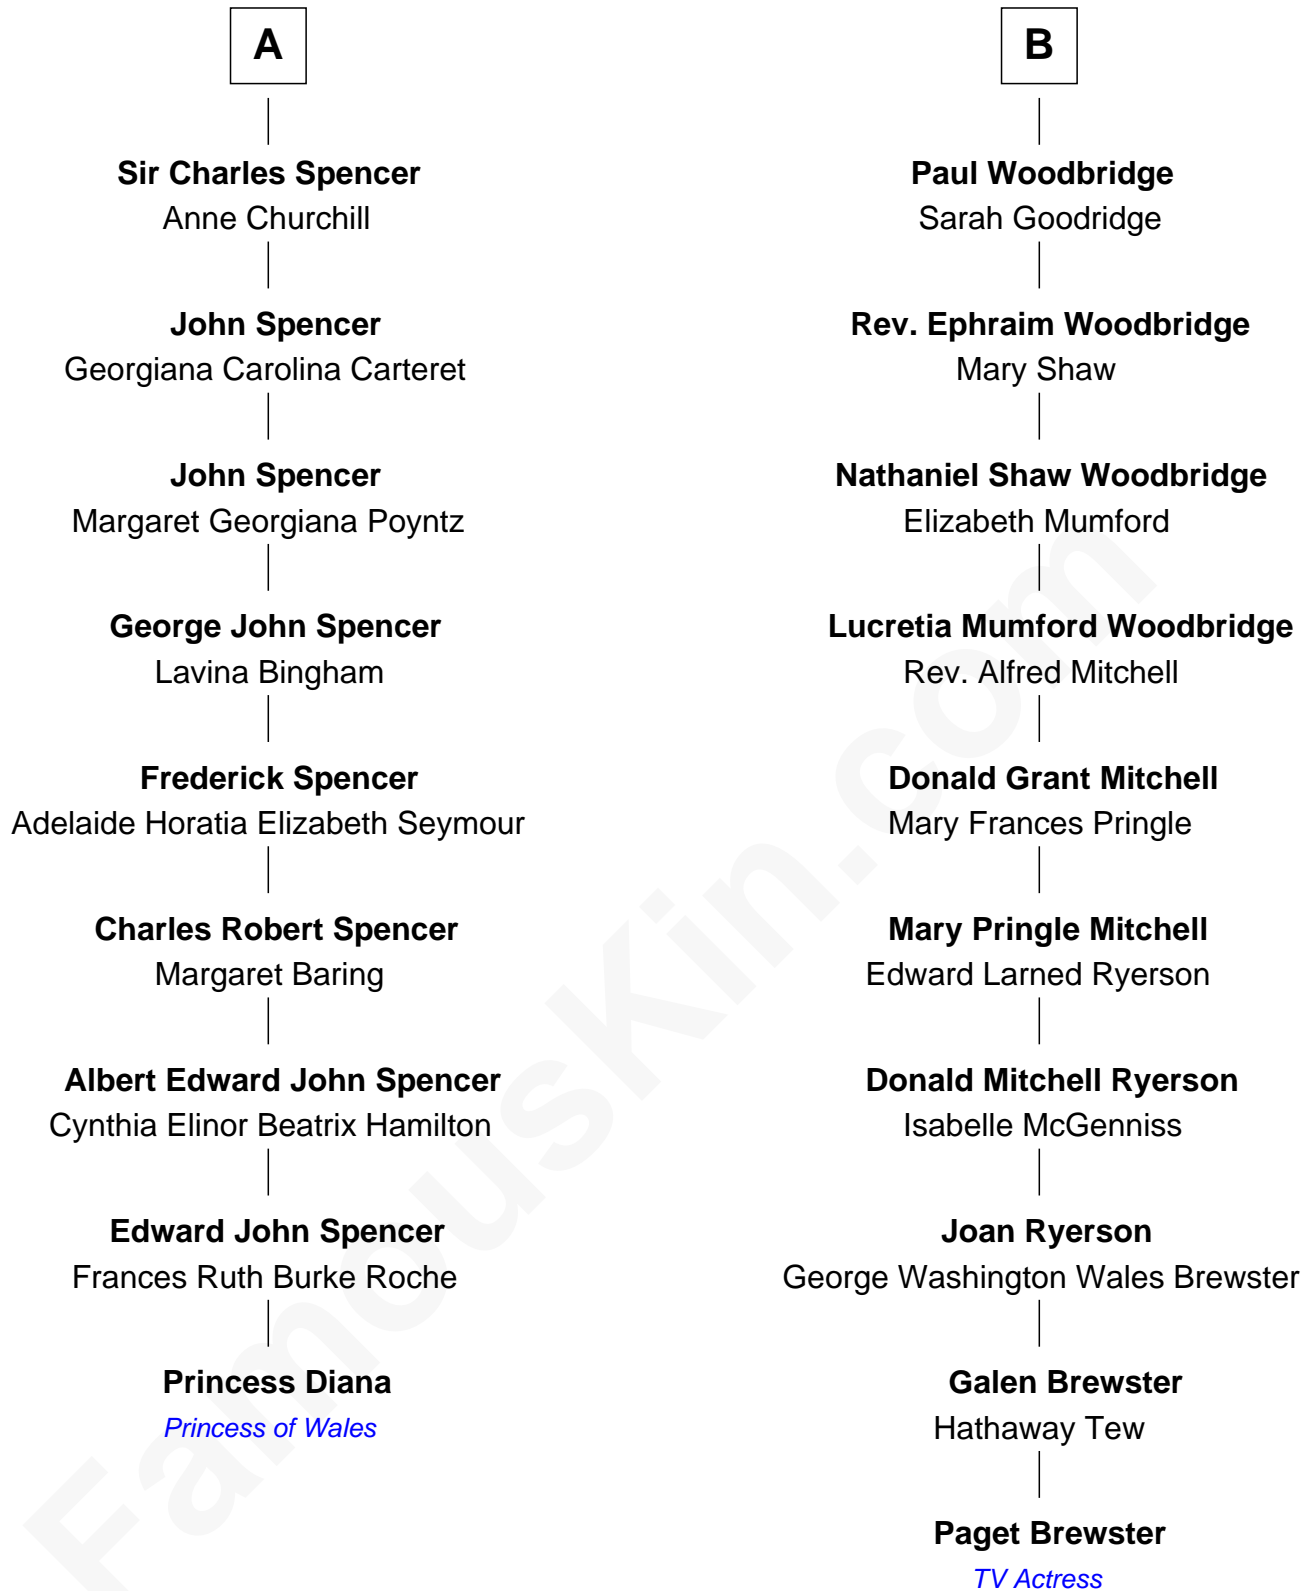 A
Sir Charles Spencer
Anne Churchill
John Spencer
Georgiana Carolina Carteret
John Spencer
Margaret Georgiana Poyntz
George John Spencer
Lavina Bingham
Frederick Spencer
Adelaide Horatia Elizabeth Seymour
Charles Robert Spencer
Margaret Baring
Albert Edward John Spencer
Cynthia Elinor Beatrix Hamilton
Edward John Spencer
Frances Ruth Burke Roche
Princess Diana
Princess of Wales
B
Paul Woodbridge
Sarah Goodridge
Rev. Ephraim Woodbridge
Mary Shaw
Nathaniel Shaw Woodbridge
Elizabeth Mumford
Lucretia Mumford Woodbridge
Rev. Alfred Mitchell
Donald Grant Mitchell
Mary Frances Pringle
Mary Pringle Mitchell
Edward Larned Ryerson
Donald Mitchell Ryerson
Isabelle McGenniss
Joan Ryerson
George Washington Wales Brewster
Galen Brewster
Hathaway Tew
Paget Brewster
TV Actress
FamousKin.com